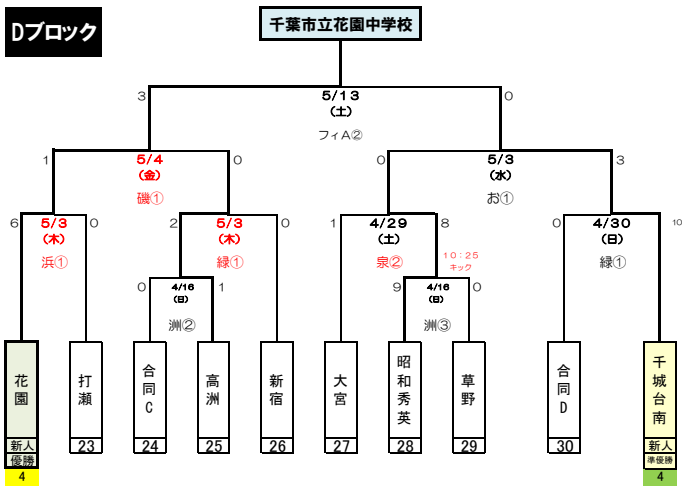 Dブロック
千葉市立花園中学校
3 5/13 0
(土)
フィA②
1 5/4 0
(金)
磯①
0 5/3 3
(水)
お①
6 5/3 0
(木)
浜①
2 5/3 0
(木)
緑①
1 4/29 8
(土)
泉②
10:25
キック
0 4/30 10
(日)
緑①
0 4/16 1
(日)
洲②
9 4/16 0
(日)
洲③
花園
新人
優勝
4
打瀬
23
合同C
24
高洲
25
新宿
26
大宮
27
昭和秀英
28
草野
29
合同D
30
千城台南
新人
準優勝
4